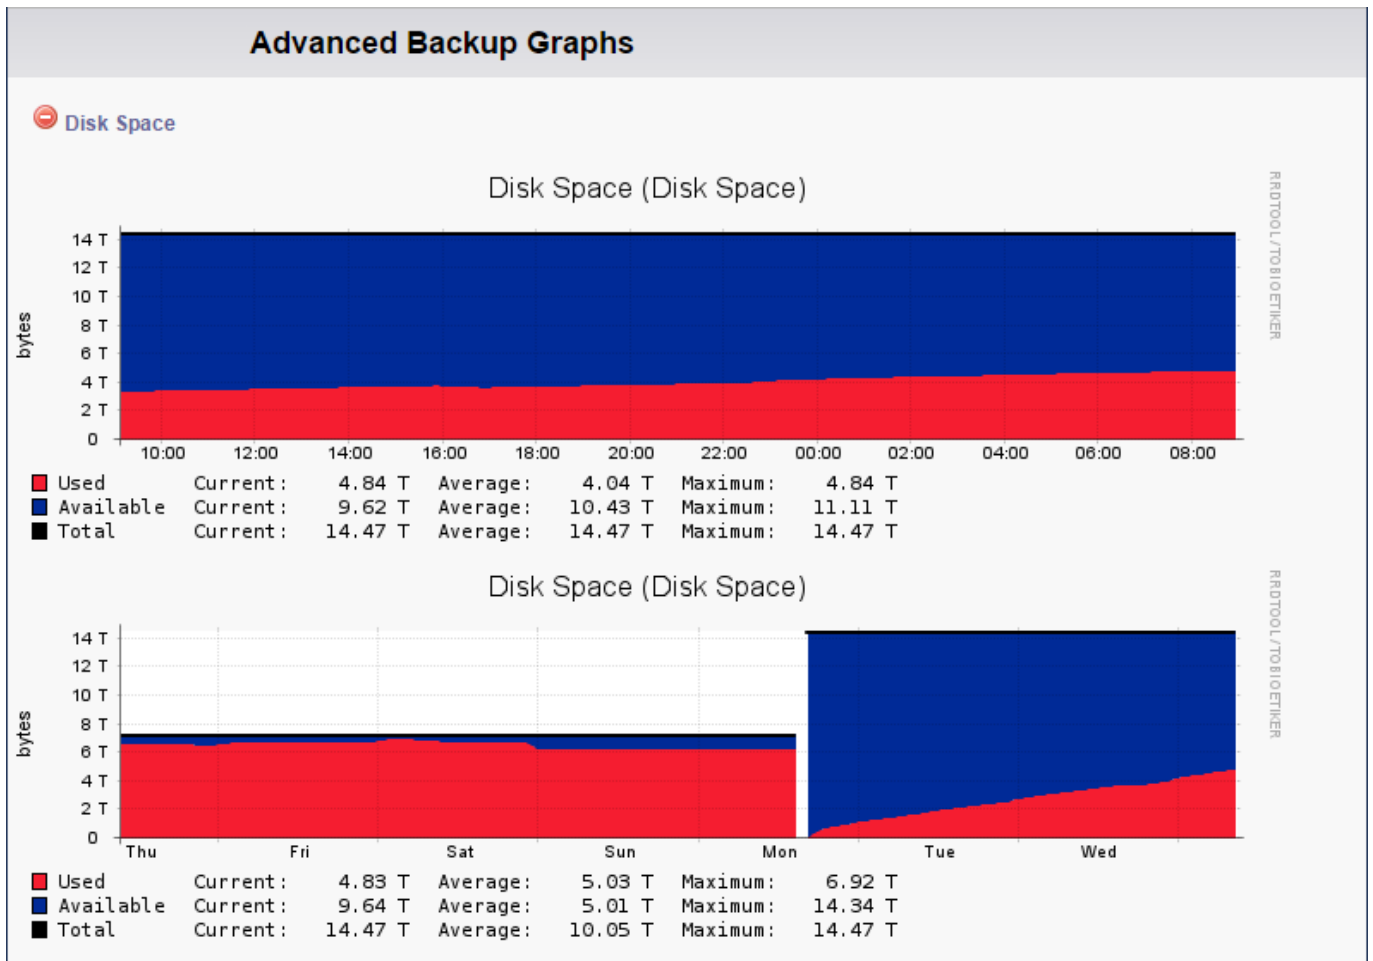 Advanced Backup Graphs
Disk Space
Disk Space (Disk Space)
RRDTOOL / TOBI OETIKER
bytes
14 T
12 T
10 T
8 T
6 T
4 T
2 T
0
10:00 12:00 14:00 16:00 18:00 20:00 22:00 00:00 02:00 04:00 06:00 08:00
Used Current: 4.84 T Average: 4.04 T Maximum: 4.84 T
Available Current: 9.62 T Average: 10.43 T Maximum: 11.11 T
Total Current: 14.47 T Average: 14.47 T Maximum: 14.47 T
Disk Space (Disk Space)
RRDTOOL / TOBI OETIKER
bytes
14 T
12 T
10 T
8 T
6 T
4 T
2 T
0
Thu Fri Sat Sun Mon Tue Wed
Used Current: 4.83 T Average: 5.03 T Maximum: 6.92 T
Available Current: 9.64 T Average: 5.01 T Maximum: 14.34 T
Total Current: 14.47 T Average: 10.05 T Maximum: 14.47 T